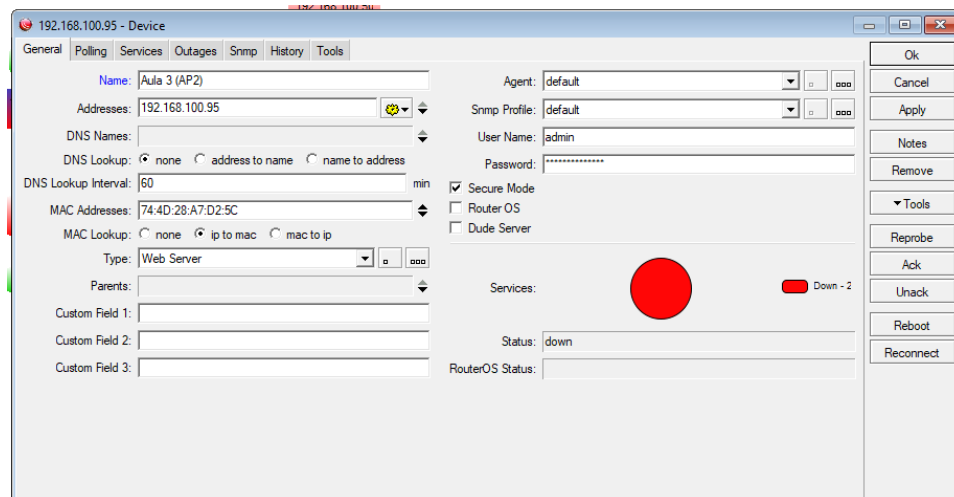 192.168.100.50
192.168.100.95 - Device
General Polling Services Outages Snmp History Tools
Name: Aula 3 (AP2)
Addresses: 192.168.100.95
DNS Names:
DNS Lookup: none address to name name to address
DNS Lookup Interval: 60 min
MAC Addresses: 74:4D:28:A7:D2:5C
MAC Lookup: none ip to mac mac to ip
Type: Web Server
Parents:
Custom Field 1:
Custom Field 2:
Custom Field 3:
Agent: default
Snmp Profile: default
User Name: admin
Password: **************
Secure Mode
Router OS
Dude Server
Services: Down - 2
Status: down
RouterOS Status:
Ok
Cancel
Apply
Notes
Remove
Tools
Reprobe
Ack
Unack
Reboot
Reconnect